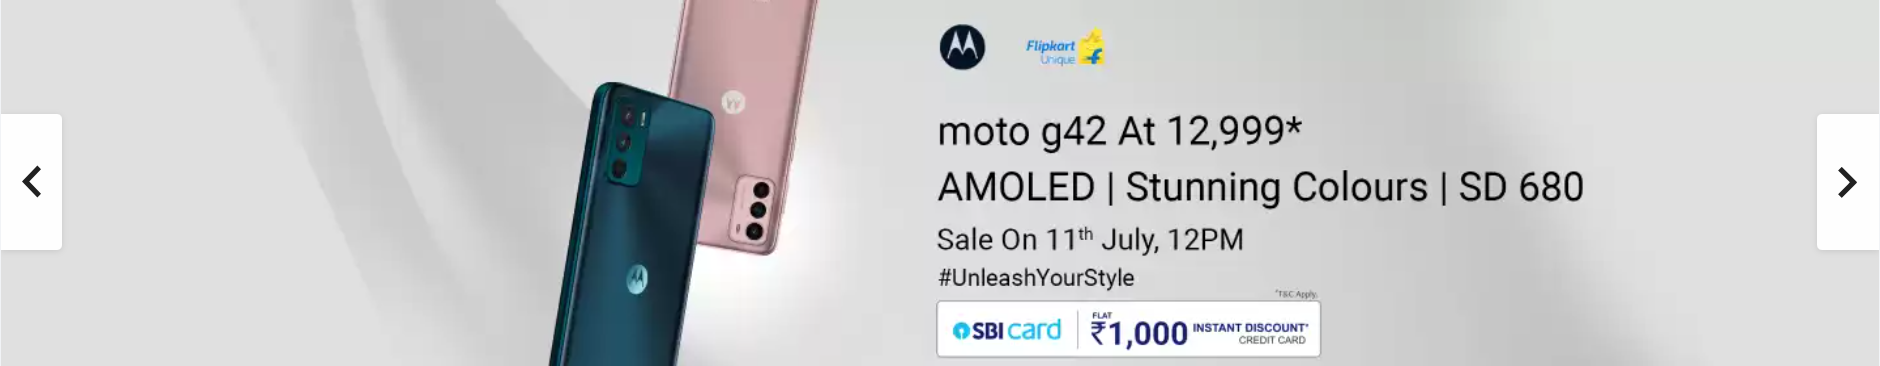 Flipkart
Unique
moto g42 At 12,999*
AMOLED | Stunning Colours | SD 680
Sale On 11th July, 12PM
#UnleashYourStyle
*T&C Apply.
SBI card
FLAT
₹1,000 INSTANT DISCOUNT*
CREDIT CARD